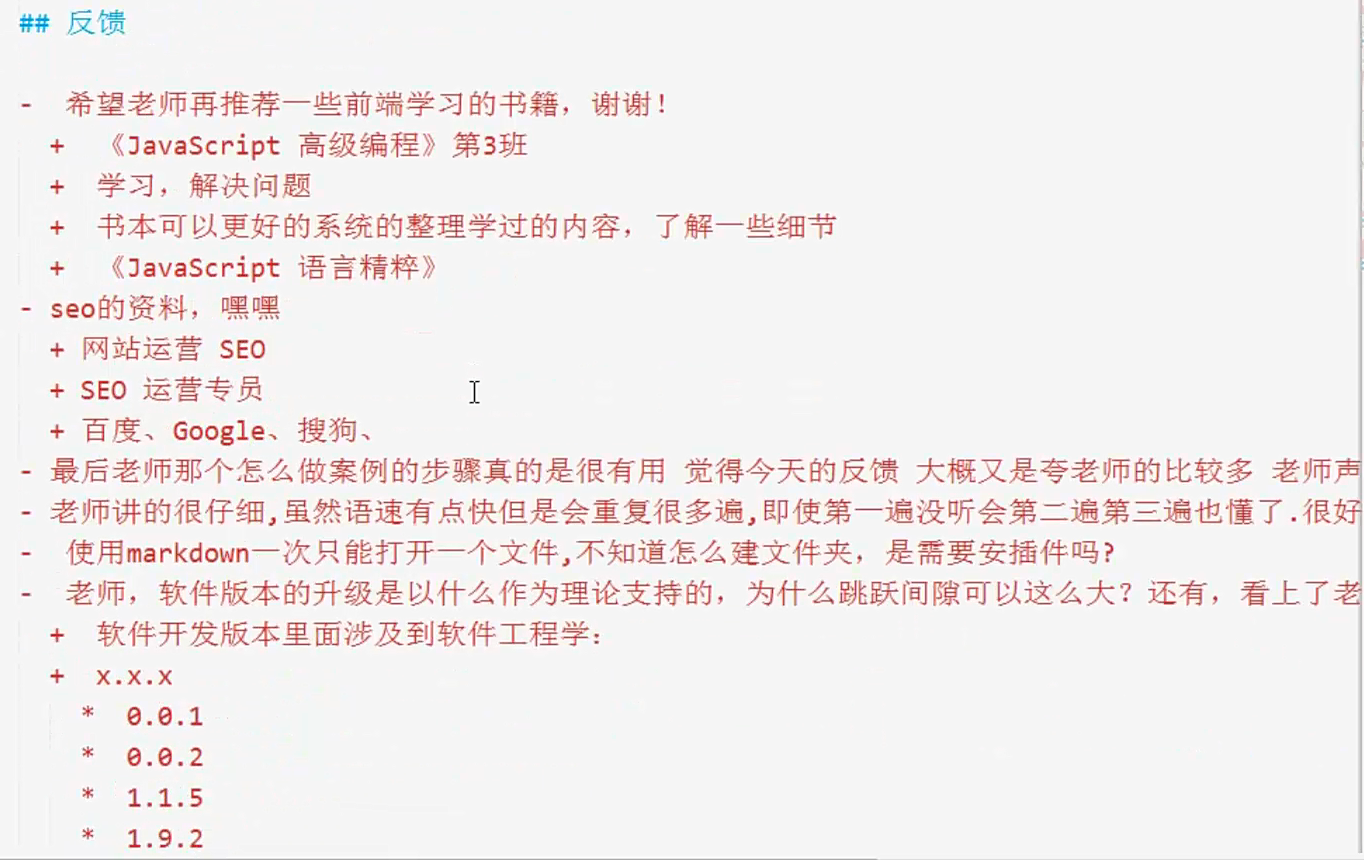 ## 反馈
-  希望老师再推荐一些前端学习的书籍，谢谢！
+  《JavaScript 高级编程》第3班
+  学习，解决问题
+  书本可以更好的系统的整理学过的内容，了解一些细节
+  《JavaScript 语言精粹》
- seo的资料，嘿嘿
+ 网站运营 SEO
+ SEO 运营专员
+ 百度、Google、搜狗、
- 最后老师那个怎么做案例的步骤真的是很有用 觉得今天的反馈 大概又是夸老师的比较多 老师声
- 老师讲的很仔细,虽然语速有点快但是会重复很多遍,即使第一遍没听会第二遍第三遍也懂了.很好
-  使用markdown一次只能打开一个文件,不知道怎么建文件夹，是需要安插件吗?
-  老师，软件版本的升级是以什么作为理论支持的，为什么跳跃间隙可以这么大？还有，看上了老
+  软件开发版本里面涉及到软件工程学：
+  x.x.x
*  0.0.1
*  0.0.2
*  1.1.5
*  1.9.2